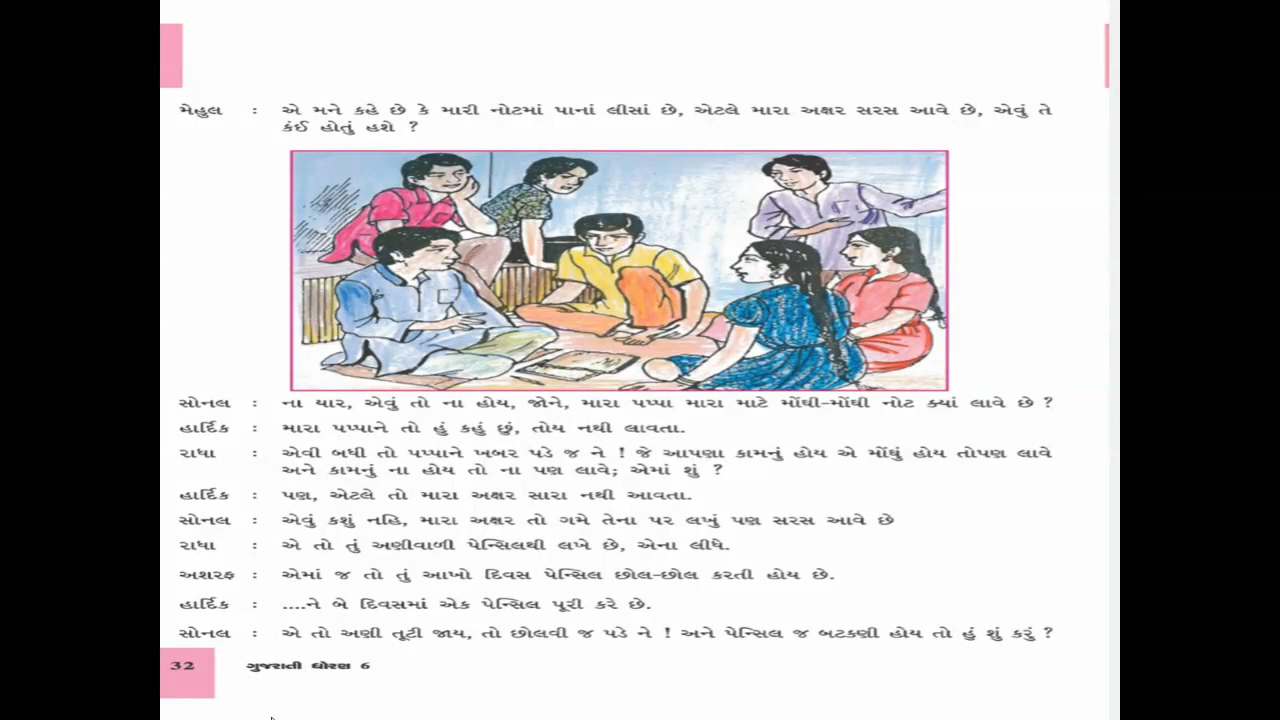 મેહુલ : એ મને કહે છે કે મારી નોટમાં પાનાં લીસાં છે, એટલે મારા અક્ષર સરસ આવે છે, એવું તે
કંઈ હોતું હશે ?
સોનલ : ના યાર, એવું તો ના હોય, જોને, મારા પપ્પા મારા માટે મોંઘી-મોંઘી નોટ ક્યાં લાવે છે ?
હાર્દિક : મારા પપ્પાને તો હું કહું છું, તોય નથી લાવતા.
રાધા : એવી બધી તો પપ્પાને ખબર પડે જ ને ! જે આપણા કામનું હોય એ મોંઘું હોય તોપણ લાવે
અને કામનું ના હોય તો ના પણ લાવે; એમાં શું ?
હાર્દિક : પણ, એટલે તો મારા અક્ષર સારા નથી આવતા.
સોનલ : એવું કશું નહિ, મારા અક્ષર તો ગમે તેના પર લખું પણ સરસ આવે છે
રાધા : એ તો તું અણીવાળી પેન્સિલથી લખે છે, એના લીધે.
અશરફ : એમાં જ તો તું આખો દિવસ પેન્સિલ છોલ-છોલ કરતી હોય છે.
હાર્દિક : ....ને બે દિવસમાં એક પેન્સિલ પૂરી કરે છે.
સોનલ : એ તો અણી તૂટી જાય, તો છોલવી જ પડે ને ! અને પેન્સિલ જ બટકણી હોય તો હું શું કરું ?
32 ગુજરાતી ધોરણ 6